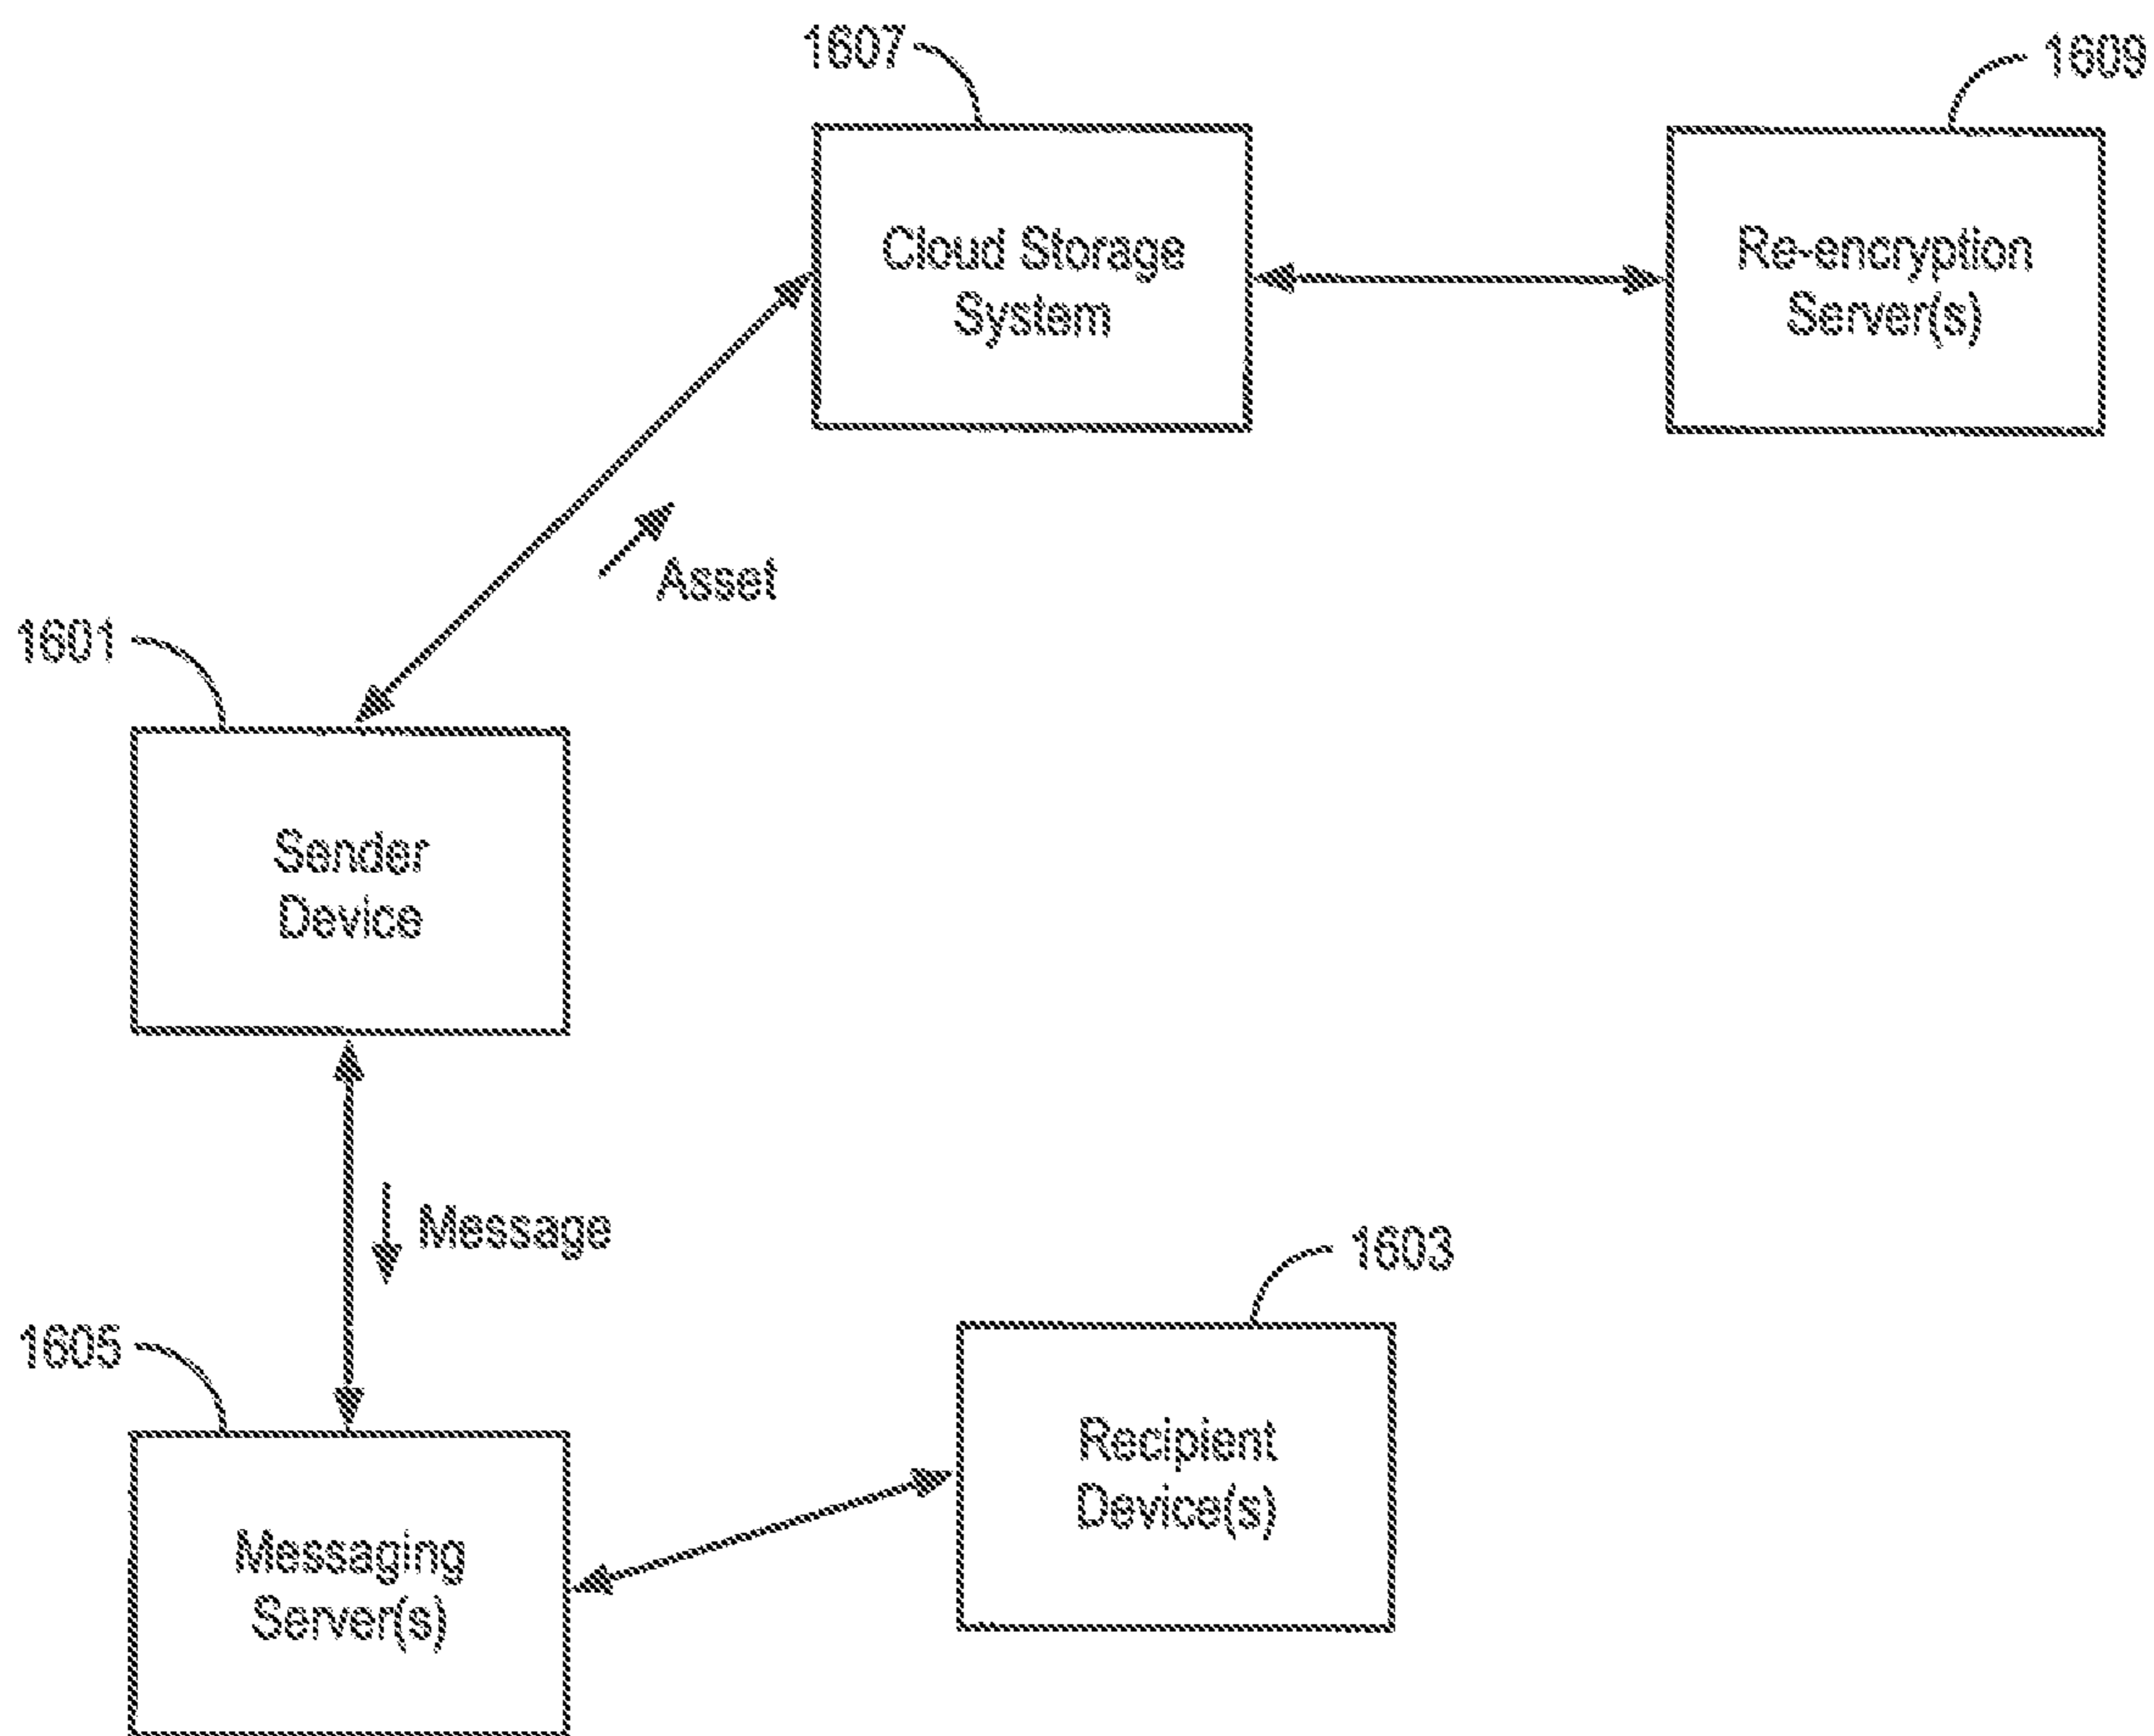 1607
1609
Cloud Storage
System
Re-encryption
Server(s)
Asset
1601
Sender
Device
Message
1603
1605
Recipient
Device(s)
Messaging
Server(s)